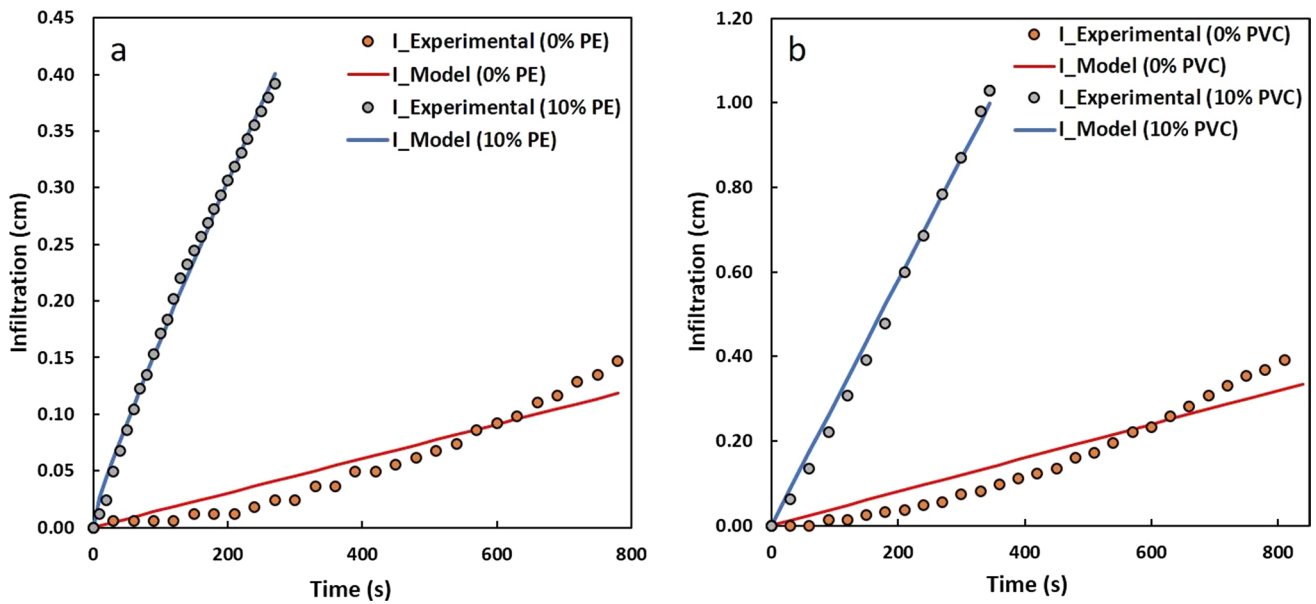 a
I_Experimental (0% PE)
I_Model (0% PE)
I_Experimental (10% PE)
I_Model (10% PE)
0.45
0.40
0.35
0.30
0.25
0.20
0.15
0.10
0.05
0.00
Infiltration (cm)
0 200 400 600 800
Time (s)
b
I_Experimental (0% PVC)
I_Model (0% PVC)
I_Experimental (10% PVC)
I_Model (10% PVC)
1.20
1.00
0.80
0.60
0.40
0.20
0.00
Infiltration (cm)
0 200 400 600 800
Time (s)